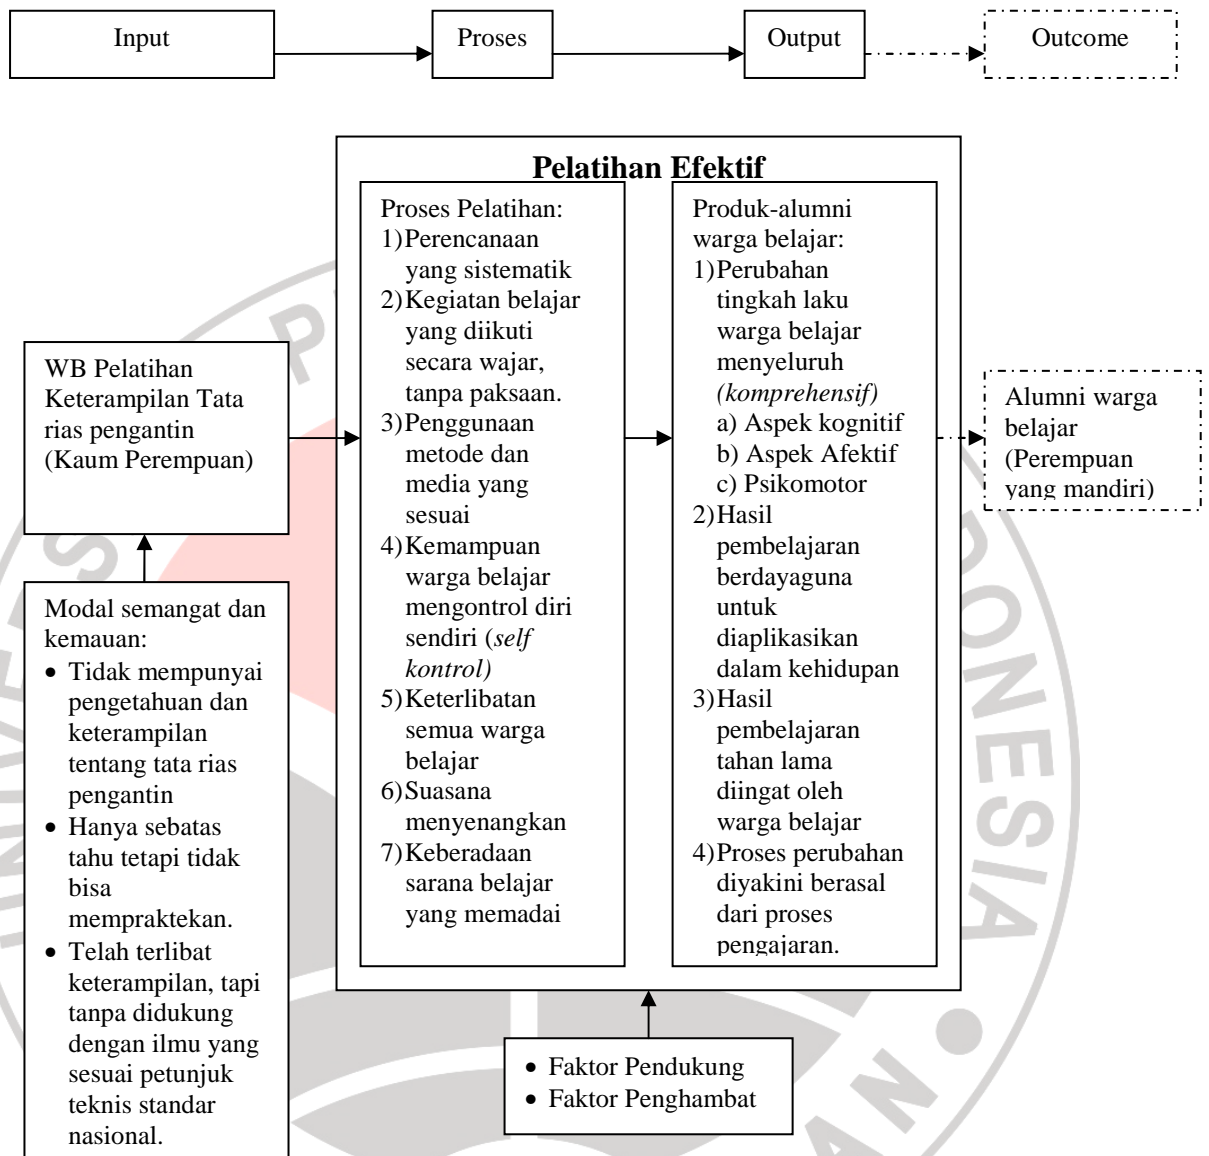 Input
Proses
Output
Outcome
Pelatihan Efektif
WB Pelatihan
Keterampilan Tata
rias pengantin
(Kaum Perempuan)
Modal semangat dan
kemauan:
• Tidak mempunyai
pengetahuan dan
keterampilan
tentang tata rias
pengantin
• Hanya sebatas
tahu tetapi tidak
bisa
mempraktekan.
• Telah terlibat
keterampilan, tapi
tanpa didukung
dengan ilmu yang
sesuai petunjuk
teknis standar
nasional.
Proses Pelatihan:
1)Perencanaan
yang sistematik
2)Kegiatan belajar
yang diikuti
secara wajar,
tanpa paksaan.
3)Penggunaan
metode dan
media yang
sesuai
4)Kemampuan
warga belajar
mengontrol diri
sendiri (self
kontrol)
5)Keterlibatan
semua warga
belajar
6)Suasana
menyenangkan
7)Keberadaan
sarana belajar
yang memadai
Produk-alumni
warga belajar:
1)Perubahan
tingkah laku
warga belajar
menyeluruh
(komprehensif)
a) Aspek kognitif
b) Aspek Afektif
c) Psikomotor
2)Hasil
pembelajaran
berdayaguna
untuk
diaplikasikan
dalam kehidupan
3)Hasil
pembelajaran
tahan lama
diingat oleh
warga belajar
4)Proses perubahan
diyakini berasal
dari proses
pengajaran.
Alumni warga
belajar
(Perempuan
yang mandiri)
• Faktor Pendukung
• Faktor Penghambat